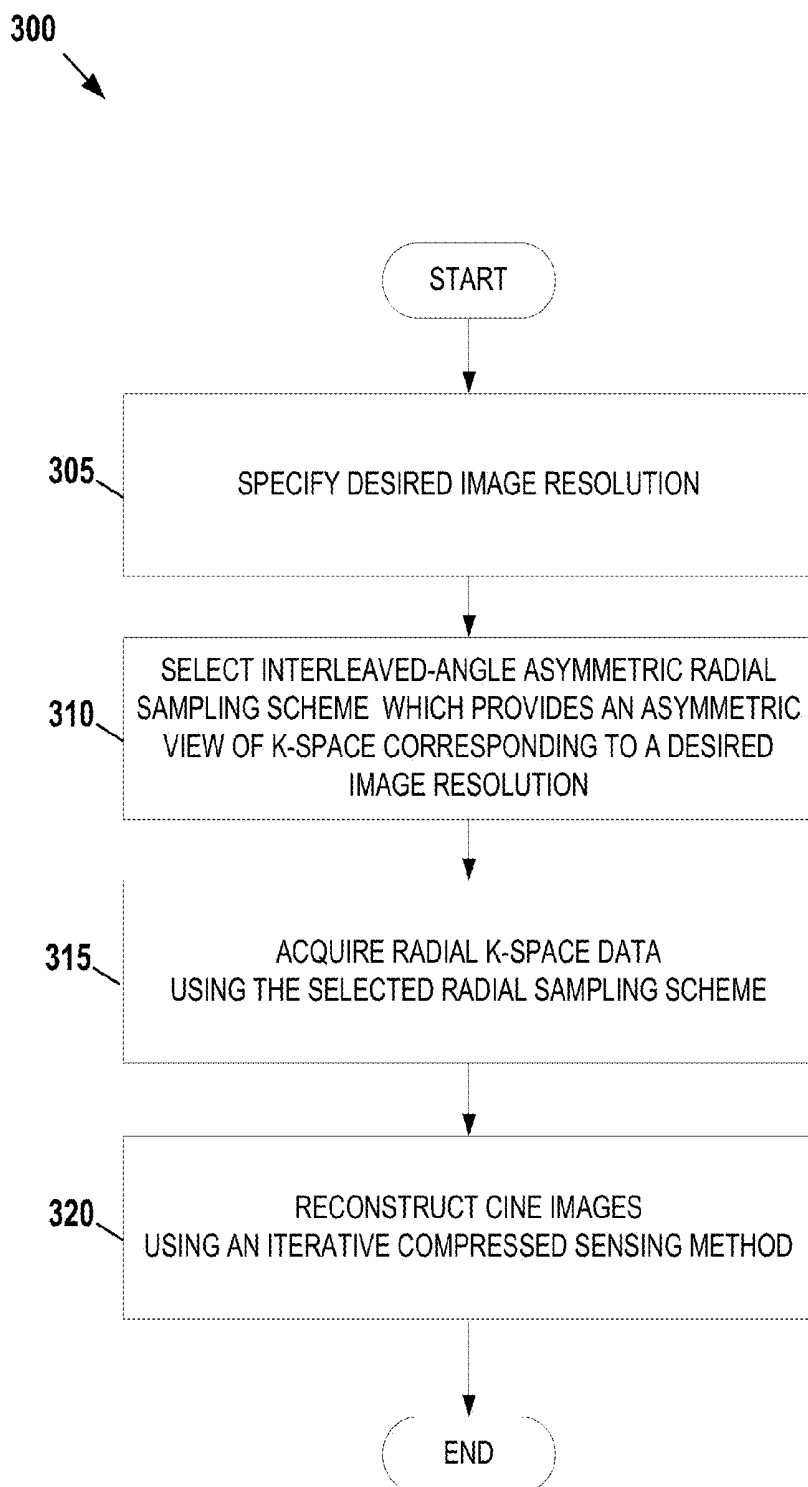 300
START
305
SPECIFY DESIRED IMAGE RESOLUTION
SELECT INTERLEAVED-ANGLE ASYMMETRIC RADIAL
SAMPLING SCHEME WHICH PROVIDES AN ASYMMETRIC
310
VIEW OF K-SPACE CORRESPONDING TO A DESIRED
IMAGE RESOLUTION
315
ACQUIRE RADIAL K-SPACE DATA
USING THE SELECTED RADIAL SAMPLING SCHEME
320
RECONSTRUCT CINE IMAGES
USING AN ITERATIVE COMPRESSED SENSING METHOD
END